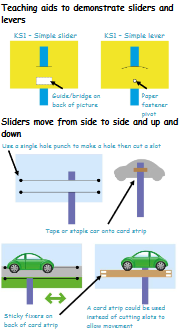 Teaching aids to demonstrate sliders and
levers
KS1 - Simple slider
KS1 - Simple lever
Guide/bridge on
back of picture
Paper
fastener
pivot
Sliders move from side to side and up and
down
Use a single hole punch to make a hole then cut a slot
Tape or staple car onto card strip
Sticky fixers on
back of card strip
A card strip could be used
instead of cutting slots to
allow movement